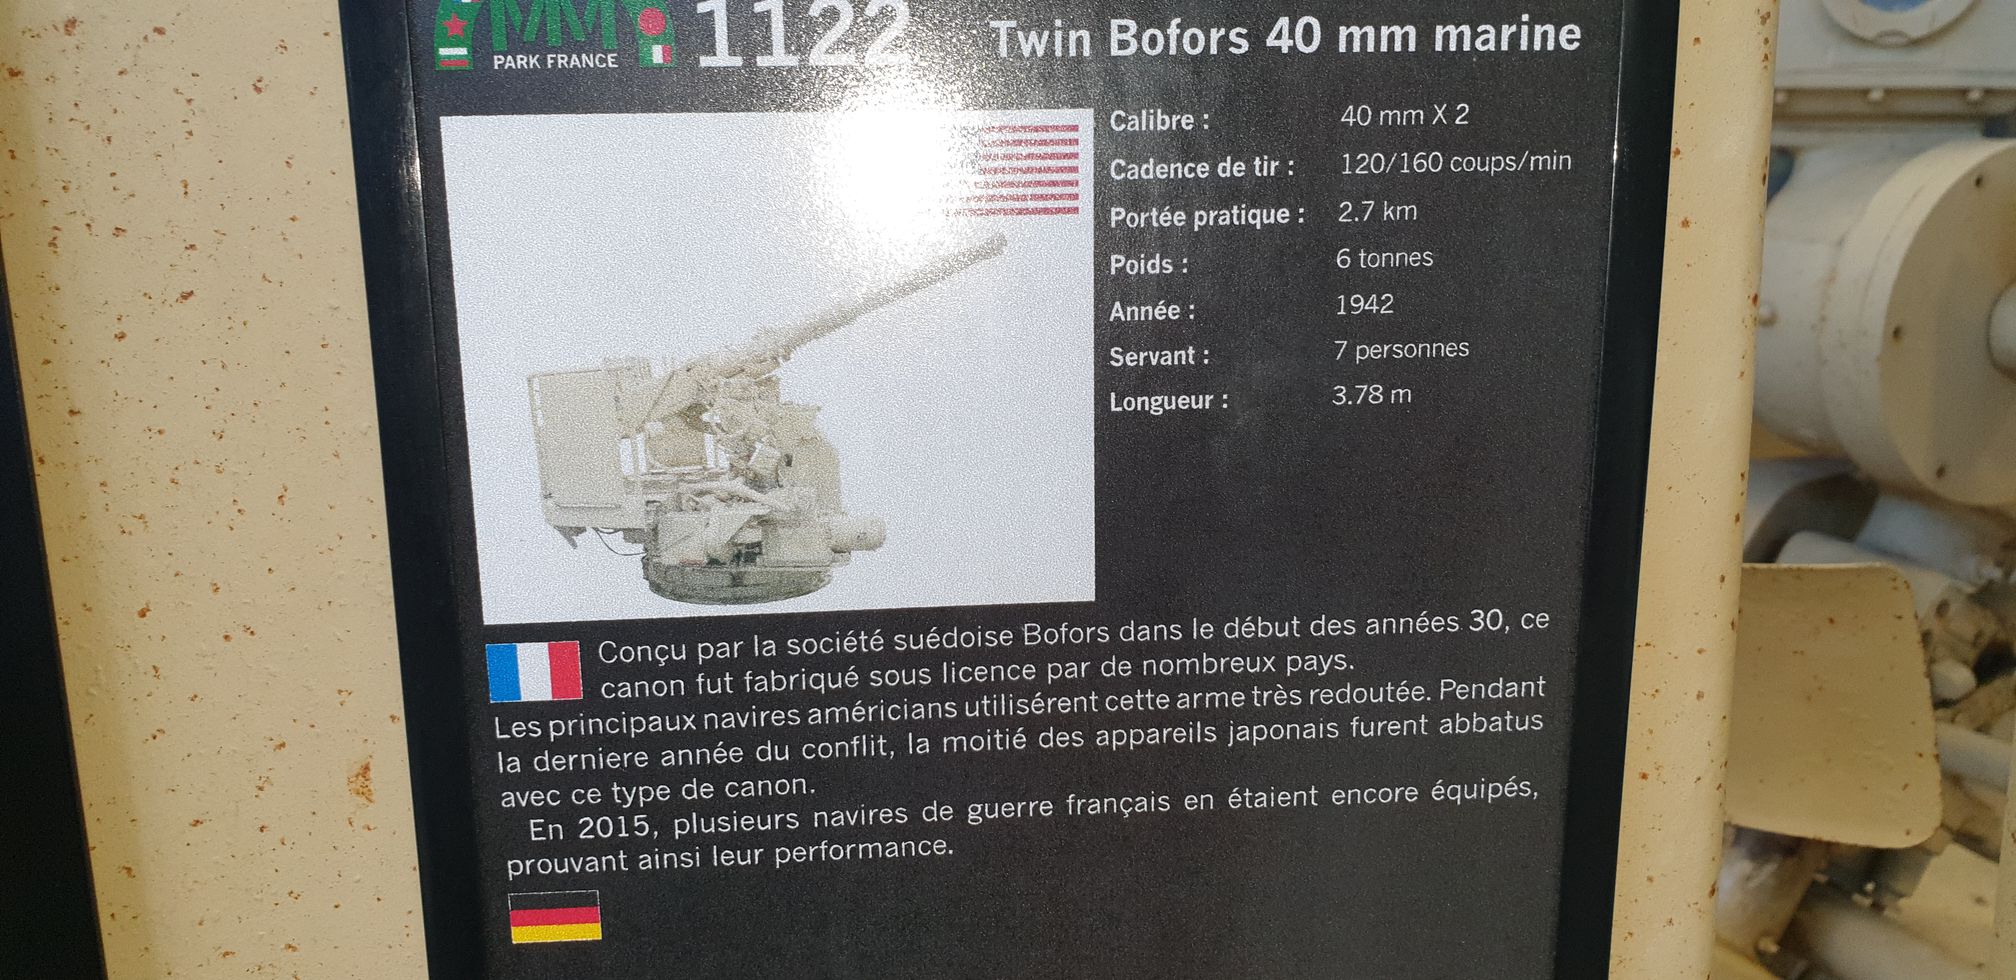 MM
PARK FRANCE
1122
Twin Bofors 40 mm marine
Calibre : 40 mm X 2
Cadence de tir : 120/160 coups/min
Portée pratique : 2.7 km
Poids : 6 tonnes
Année : 1942
Servant : 7 personnes
Longueur : 3.78 m
Conçu par la société suédoise Bofors dans le début des années 30, ce
canon fut fabriqué sous licence par de nombreux pays.
Les principaux navires américians utilisérent cette arme très redoutée. Pendant
la derniere année du conflit, la moitié des appareils japonais furent abbatus
avec ce type de canon.
En 2015, plusieurs navires de guerre français en étaient encore équipés,
prouvant ainsi leur performance.